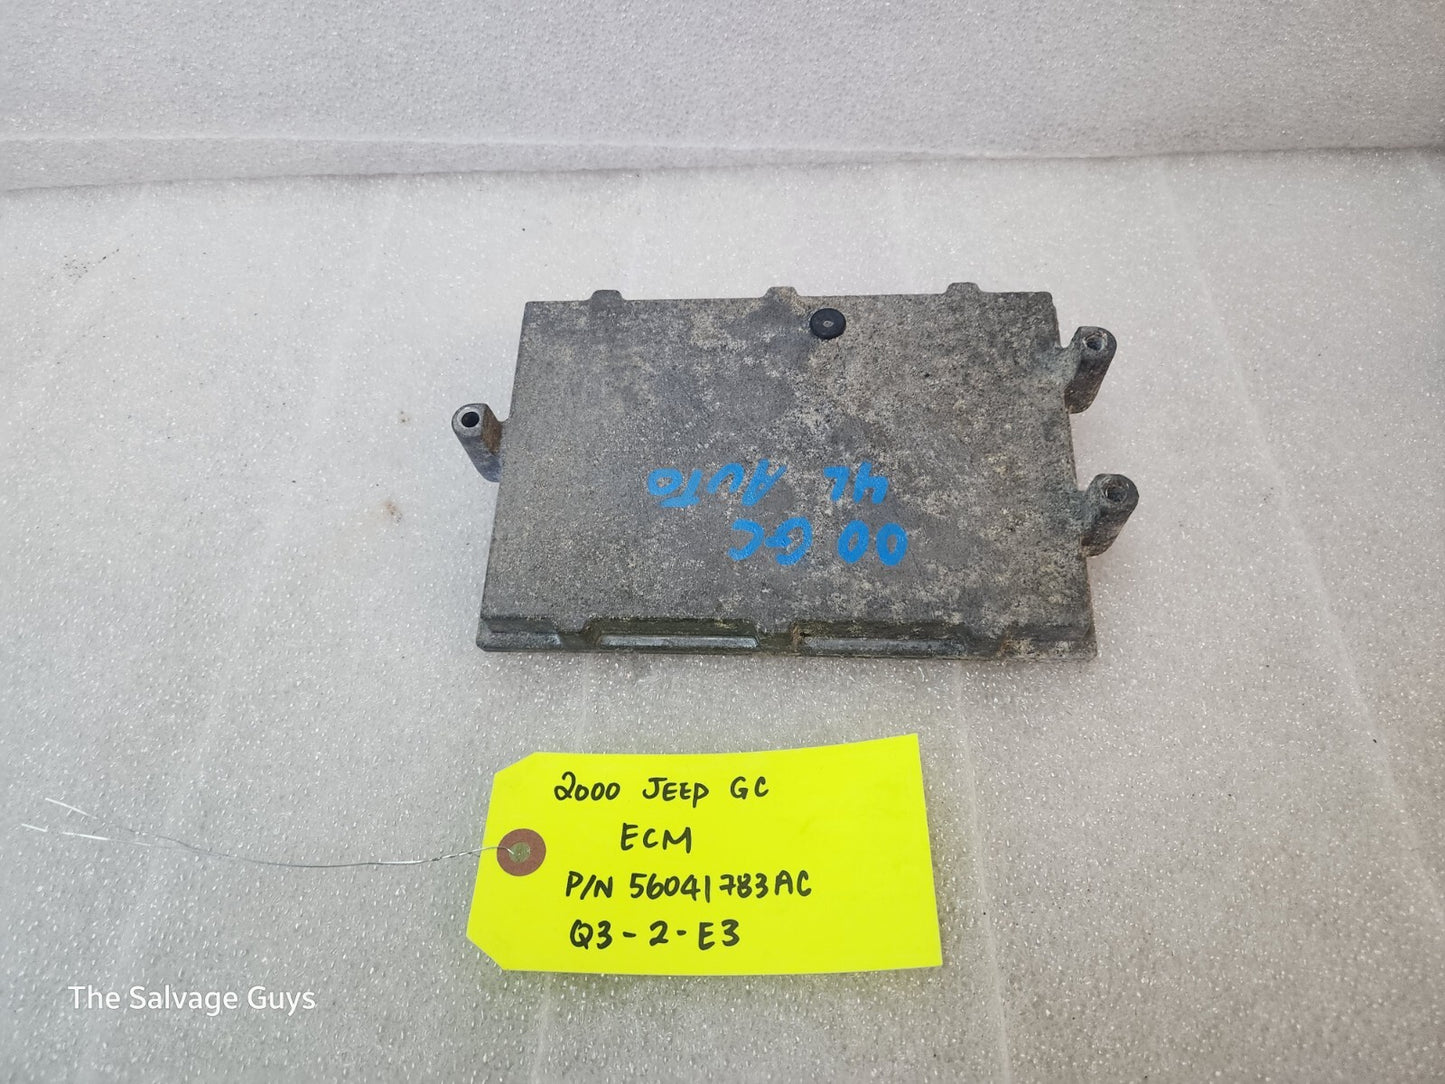 00 GC
4L AUTO
2000 JEEP GC
ECM
P/N 56041783AC
Q3-2-E3
The Salvage Guys